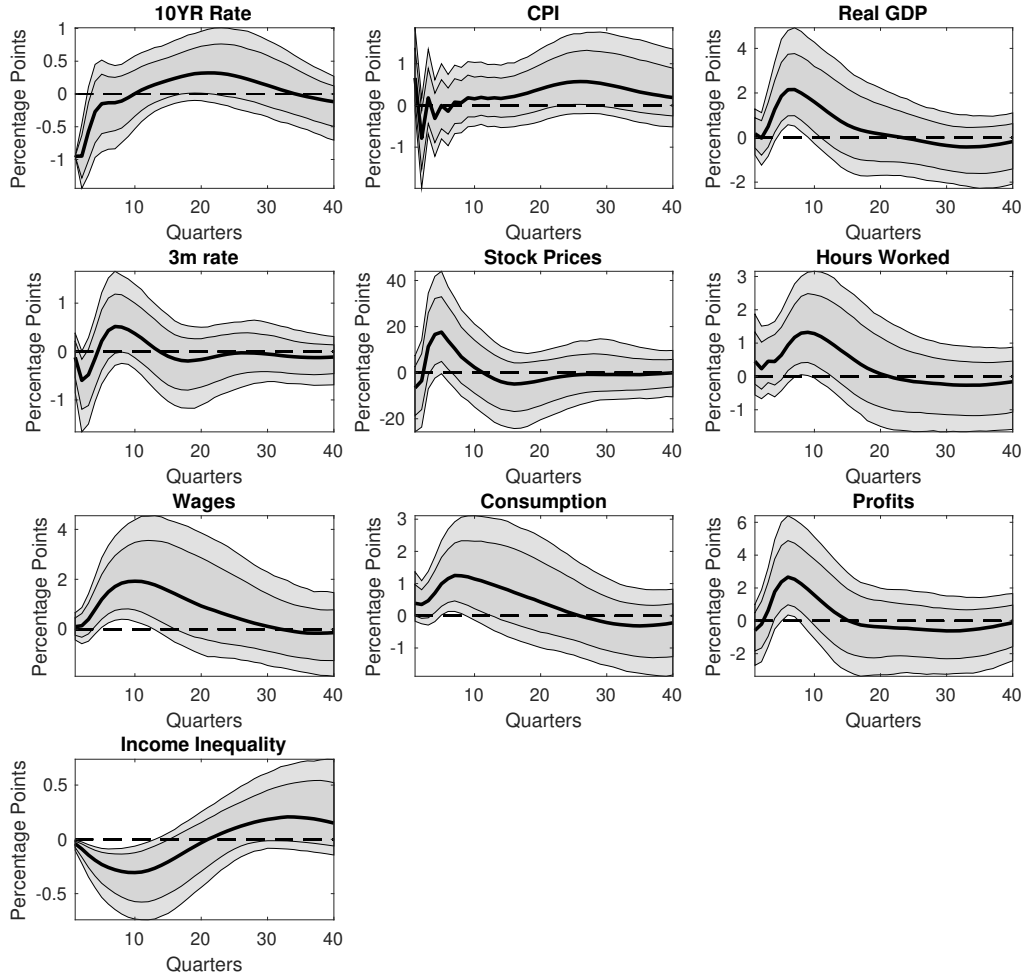 10YR Rate
Percentage Points
1
0.5
0
-0.5
-1
10 20 30 40
Quarters
CPI
Percentage Points
1
0
-1
10 20 30 40
Quarters
Real GDP
Percentage Points
4
2
0
-2
10 20 30 40
Quarters
3m rate
Percentage Points
1
0
-1
10 20 30 40
Quarters
Stock Prices
Percentage Points
40
20
0
-20
10 20 30 40
Quarters
Hours Worked
Percentage Points
3
2
1
0
-1
10 20 30 40
Quarters
Wages
Percentage Points
4
2
0
10 20 30 40
Quarters
Consumption
Percentage Points
3
2
1
0
-1
10 20 30 40
Quarters
Profits
Percentage Points
6
4
2
0
-2
10 20 30 40
Quarters
Income Inequality
Percentage Points
0.5
0
-0.5
10 20 30 40
Quarters